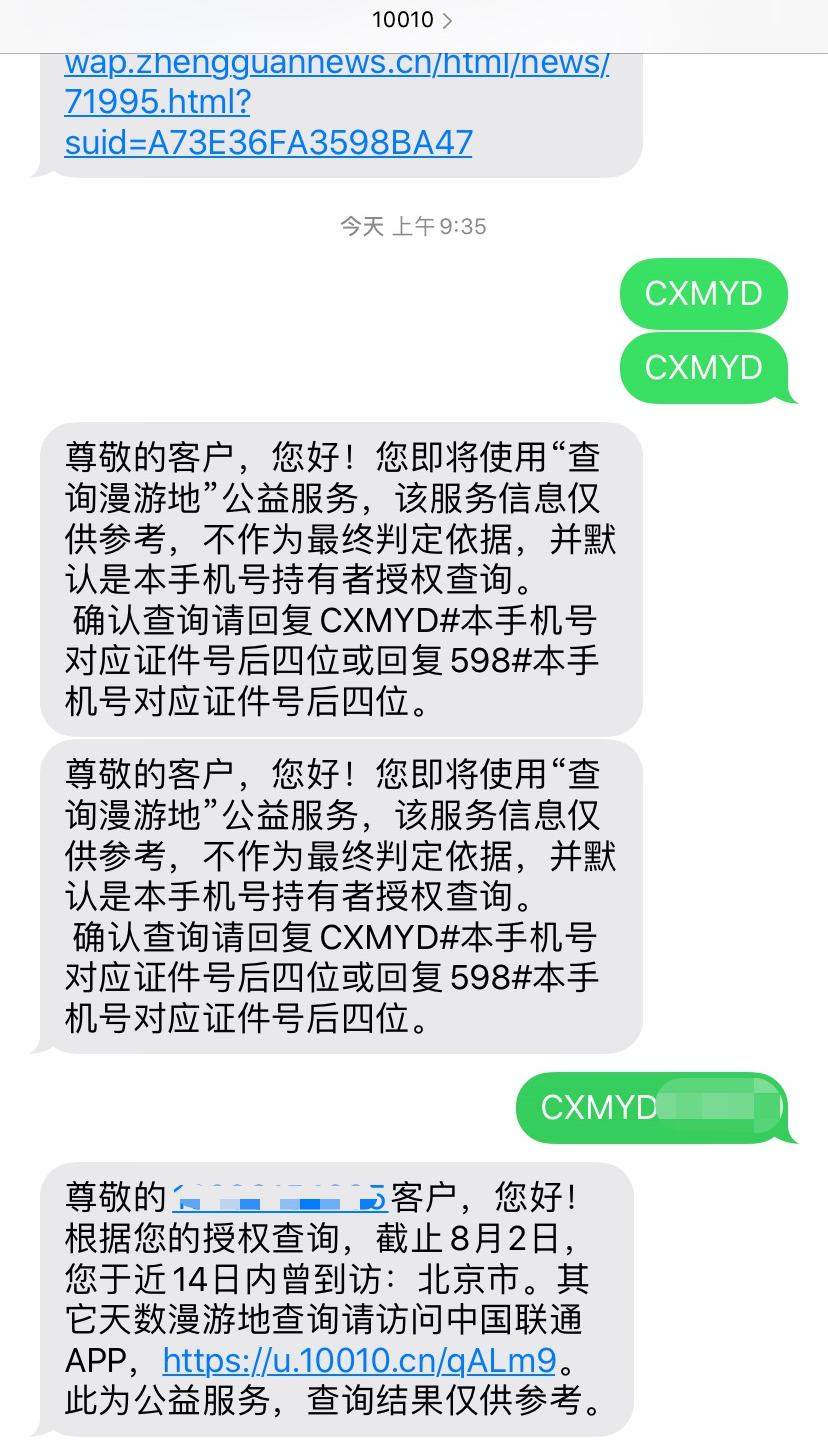 10010
wap.zhengguannews.cn/html/news/
71995.html?
suid=A73E36FA3598BA47
今天 上午9:35
CXMYD
CXMYD
尊敬的客户，您好！您即将使用“查
询漫游地”公益服务，该服务信息仅
供参考，不作为最终判定依据，并默
认是本手机号持有者授权查询。
确认查询请回复CXMYD#本手机号
对应证件号后四位或回复598#本手
机号对应证件号后四位。
尊敬的客户，您好！您即将使用“查
询漫游地”公益服务，该服务信息仅
供参考，不作为最终判定依据，并默
认是本手机号持有者授权查询。
确认查询请回复CXMYD#本手机号
对应证件号后四位或回复598#本手
机号对应证件号后四位。
CXMYD
尊敬的客户，您好！
根据您的授权查询，截止8月2日，
您于近14日内曾到访：北京市。其
它天数漫游地查询请访问中国联通
APP，https://u.10010.cn/qALm9。
此为公益服务，查询结果仅供参考。